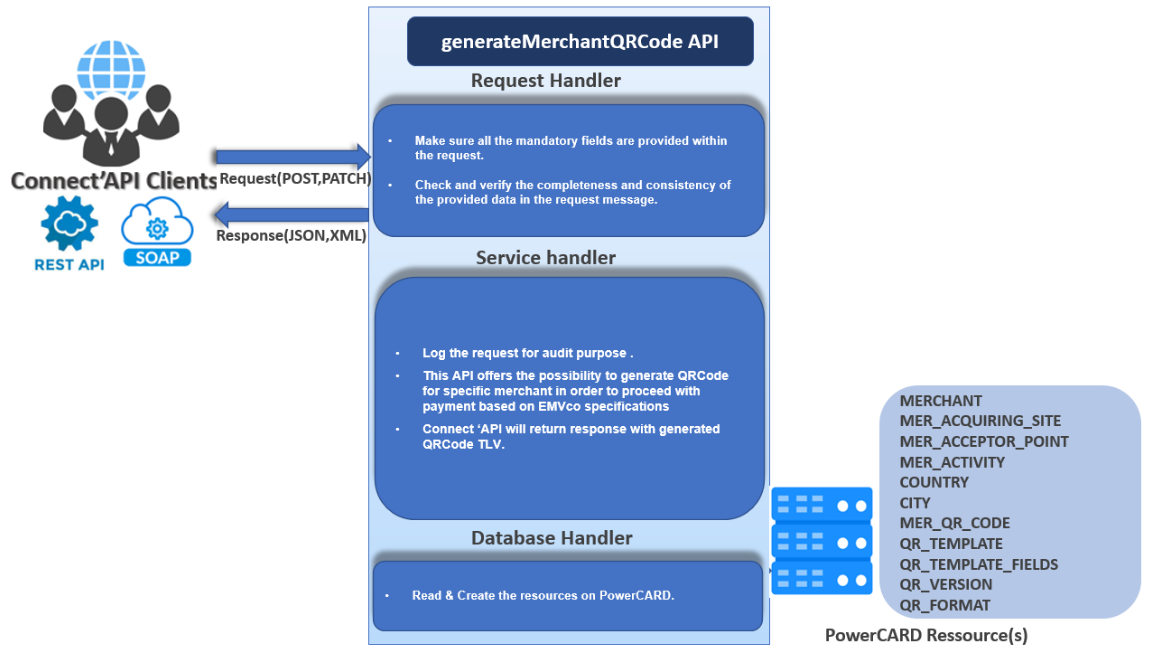 generateMerchantQRCode API
Request Handler
• Make sure all the mandatory fields are provided within
the request.
• Check and verify the completeness and consistency of
the provided data in the request message.
Connect'API Clients
Request(POST,PATCH)
Response(JSON,XML)
REST API
SOAP
Service handler
• Log the request for audit purpose .
• This API offers the possibility to generate QRCode
for specific merchant in order to proceed with
payment based on EMVco specifications
• Connect ‘API will return response with generated
QRCode TLV.
Database Handler
• Read & Create the resources on PowerCARD.
MERCHANT
MER_ACQUIRING_SITE
MER_ACCEPTOR_POINT
MER_ACTIVITY
COUNTRY
CITY
MER_QR_CODE
QR_TEMPLATE
QR_TEMPLATE_FIELDS
QR_VERSION
QR_FORMAT
PowerCARD Ressource(s)